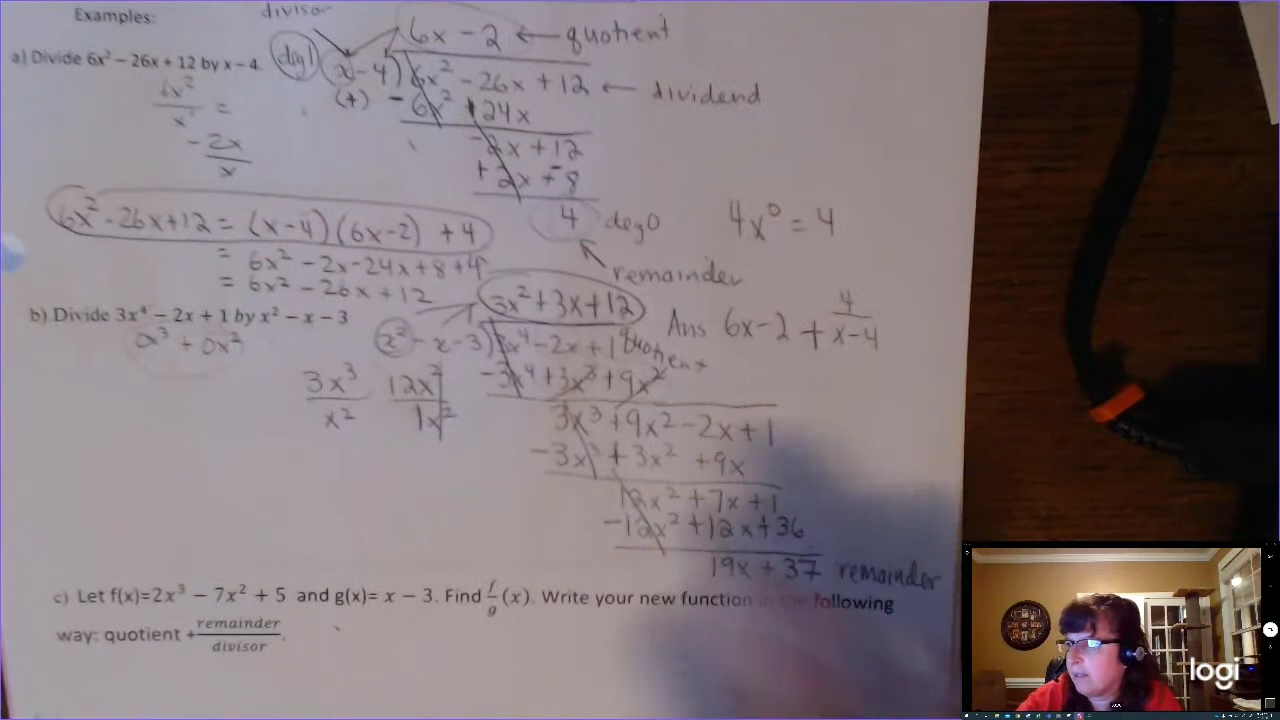 Examples:
divisor
6x - 2 ← quotient
a) Divide 6x² – 26x + 12 by x – 4.
deg 1
x - 4 ) 6x² - 26x + 12 ← dividend
6x²
x
=
(+) - 6x² + 24x
-2x
x
-2x + 12
+ 2x + - 8
4 deg 0
4x⁰ = 4
remainder
6x² - 26x + 12 = (x-4)(6x-2) + 4
= 6x² - 2x - 24x + 8 + 4
= 6x² - 26x + 12
3x² + 3x + 12
Ans 6x - 2 + 4/(x-4)
b) Divide 3x⁴ – 2x + 1 by x² – x – 3
0x³ + 0x²
x² - x - 3 ) 3x⁴ - 2x + 1
quotient
-3x⁴ + 3x³ + 9x²
3x³/x² 12x²/1x²
3x³ + 9x² - 2x + 1
-3x³ + 3x² + 9x
12x² + 7x + 1
-12x² + 12x + 36
19x + 37 remainder
c) Let f(x)=2x³ – 7x² + 5 and g(x)= x – 3. Find f/g (x). Write your new function in the following
way: quotient + remainder/divisor.
logi